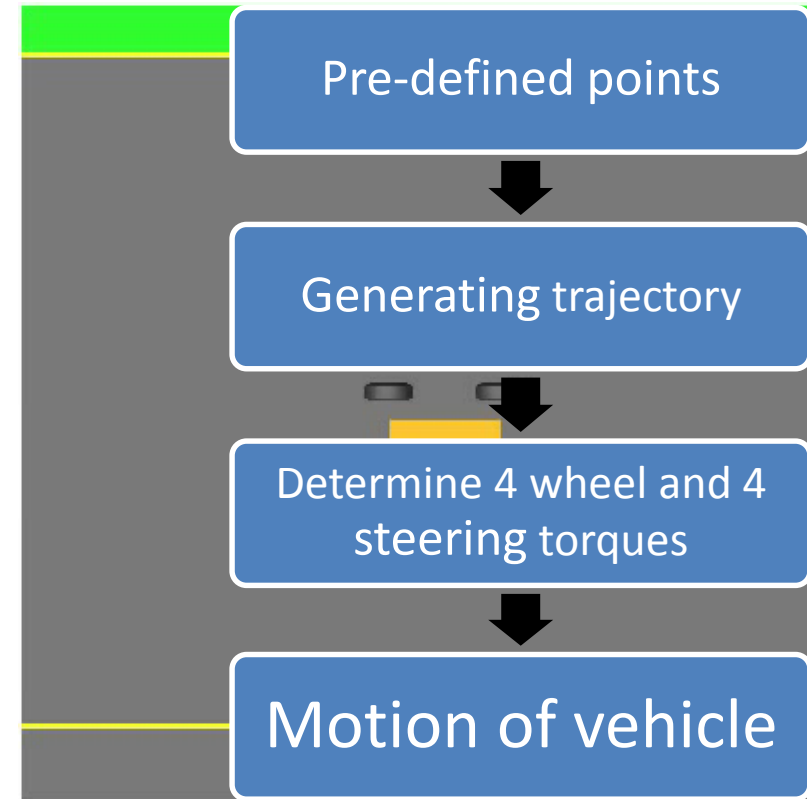 Pre-defined points
Generating trajectory
Determine 4 wheel and 4
steering torques
Motion of vehicle